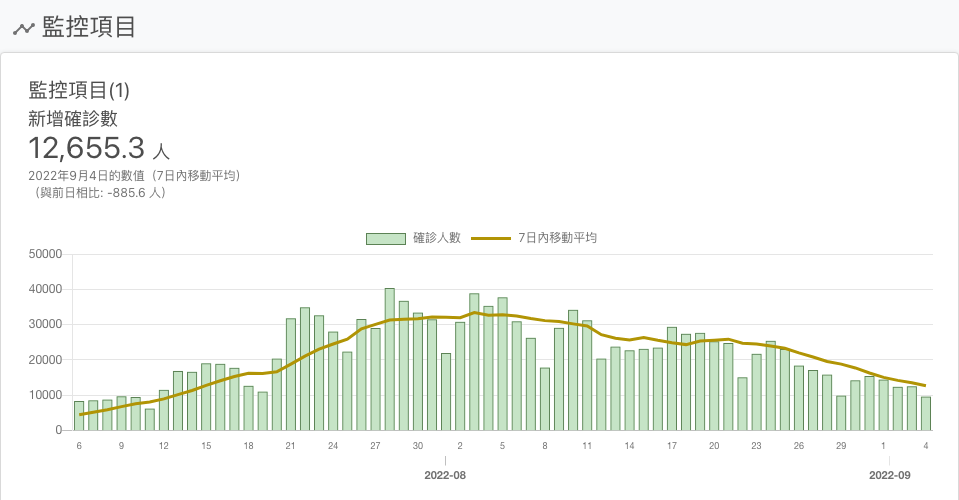 監控項目
監控項目(1)
新增確診數
12,655.3 人
2022年9月4日的數值（7日內移動平均）
（與前日相比: -885.6 人）
確診人數 7日內移動平均
50000
40000
30000
20000
10000
0
6 9 12 15 18 21 24 27 30 2 5 8 11 14 17 20 23 26 29 1 4
2022-08 2022-09